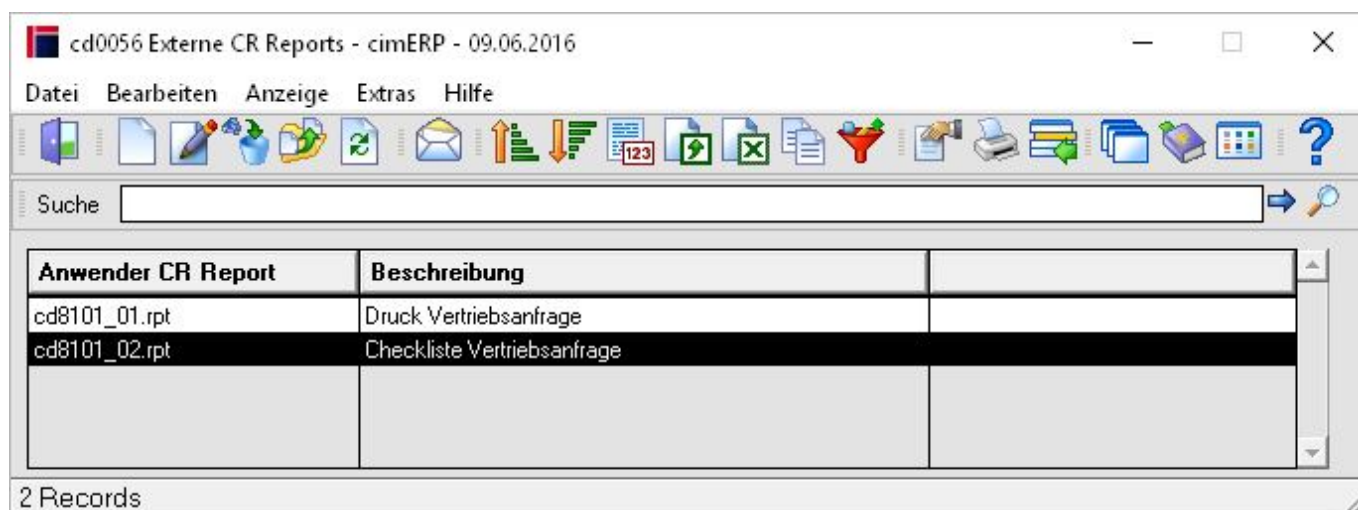 cd0056 Externe CR Reports - cimERP - 09.06.2016
Datei Bearbeiten Anzeige Extras Hilfe
123
Suche
Anwender CR Report Beschreibung
cd8101_01.rpt Druck Vertriebsanfrage
cd8101_02.rpt Checkliste Vertriebsanfrage
2 Records